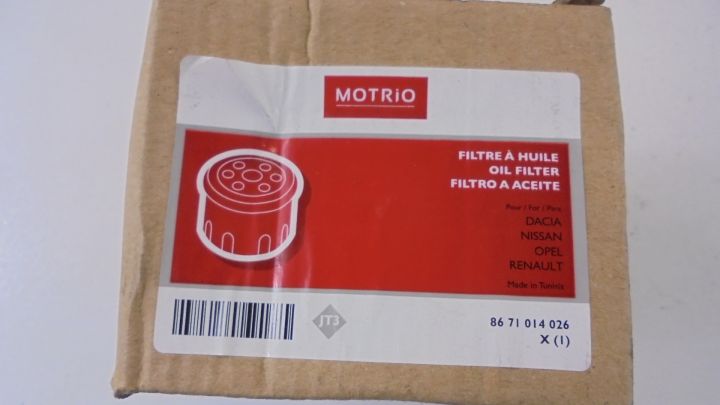 MOTRiO
FILTRE À HUILE
OIL FILTER
FILTRO A ACEITE
Pour / For / Para
DACIA
NISSAN
OPEL
RENAULT
Made in Tunisia
JT3
86 71 014 026
X (1)